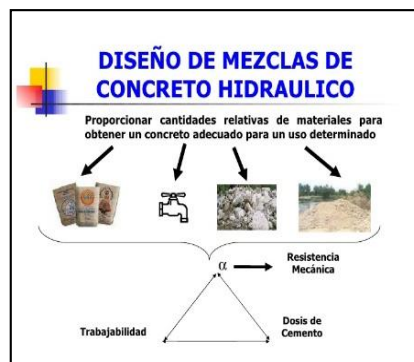 DISEÑO DE MEZCLAS DE
CONCRETO HIDRAULICO
Proporcionar cantidades relativas de materiales para
obtener un concreto adecuado para un uso determinado
α
Resistencia
Mecánica
Trabajabilidad
Dosis de
Cemento